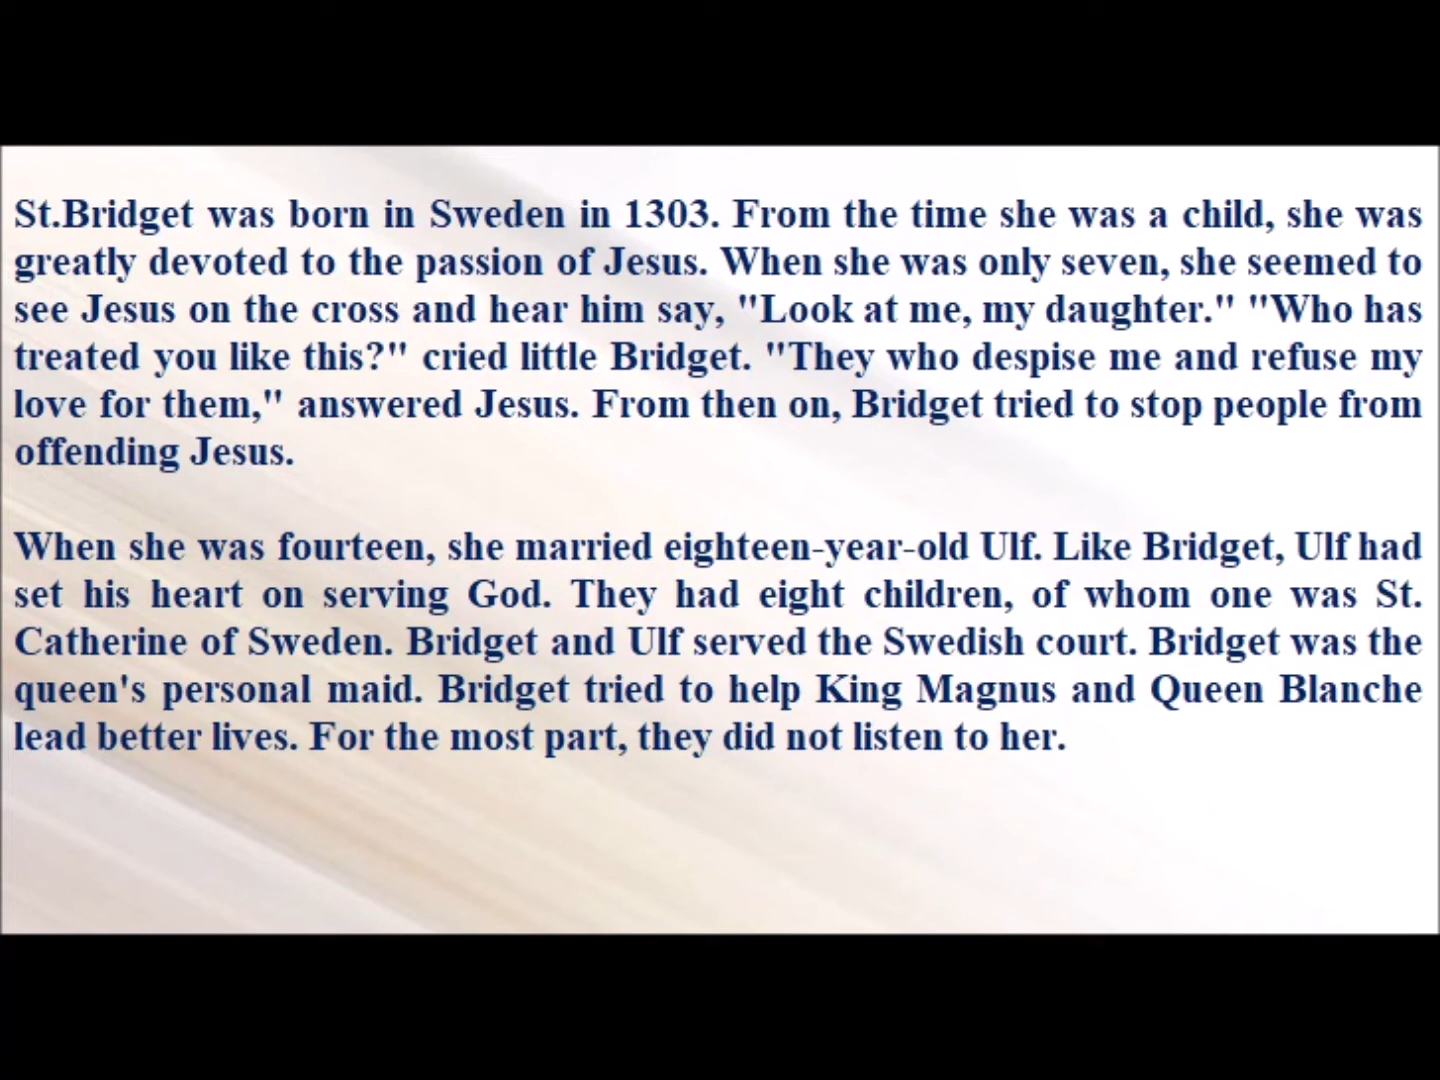 St.Bridget was born in Sweden in 1303. From the time she was a child, she was
greatly devoted to the passion of Jesus. When she was only seven, she seemed to
see Jesus on the cross and hear him say, "Look at me, my daughter." "Who has
treated you like this?" cried little Bridget. "They who despise me and refuse my
love for them," answered Jesus. From then on, Bridget tried to stop people from
offending Jesus.
When she was fourteen, she married eighteen-year-old Ulf. Like Bridget, Ulf had
set his heart on serving God. They had eight children, of whom one was St.
Catherine of Sweden. Bridget and Ulf served the Swedish court. Bridget was the
queen's personal maid. Bridget tried to help King Magnus and Queen Blanche
lead better lives. For the most part, they did not listen to her.